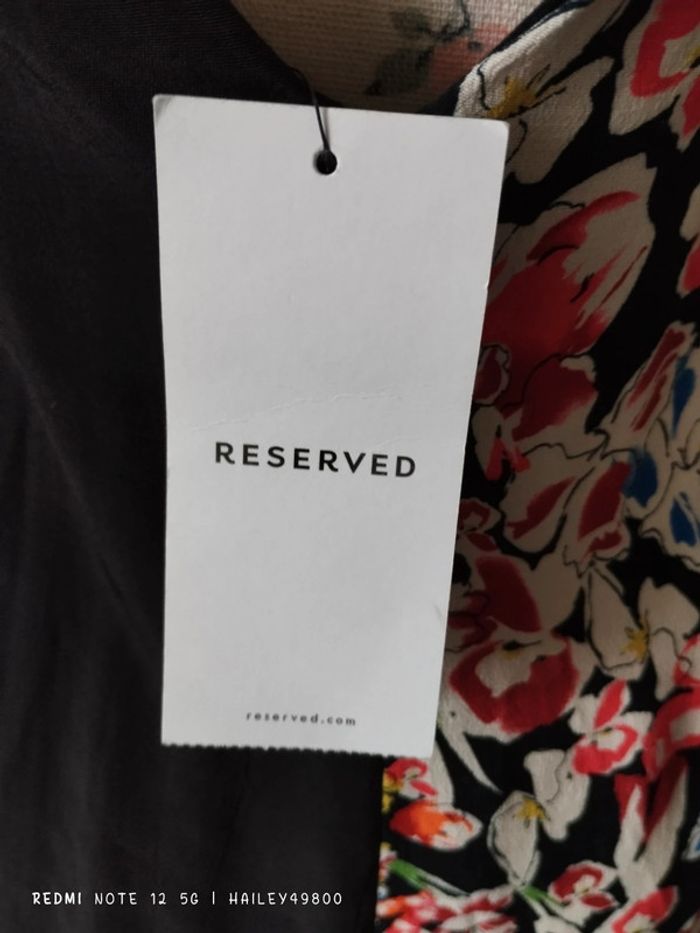 RESERVED
reserved.com
REDMI NOTE 12 5G | HAILEY49800